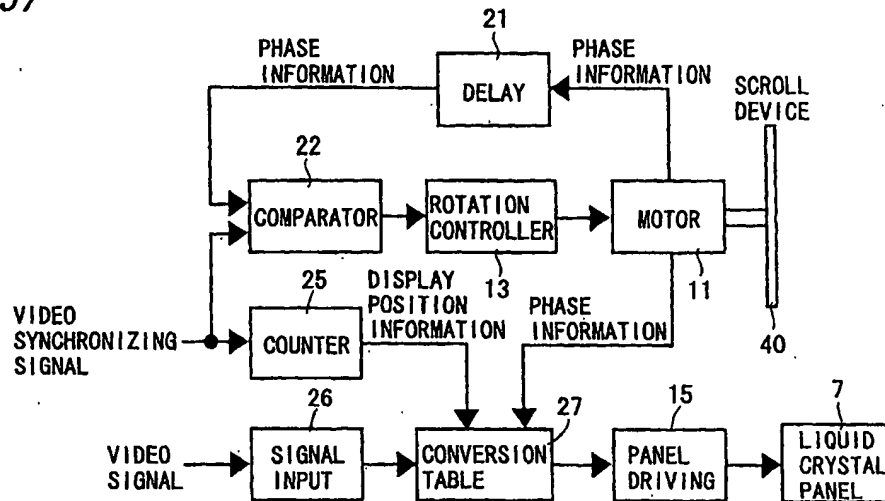 21
PHASE
INFORMATION
PHASE
INFORMATION
DELAY
SCROLL
DEVICE
22
COMPARATOR
ROTATION
CONTROLLER
MOTOR
13
11
40
25
DISPLAY
POSITION
INFORMATION
PHASE
INFORMATION
VIDEO
SYNCHRONIZING
SIGNAL
COUNTER
26
27
15
7
VIDEO
SIGNAL
SIGNAL
INPUT
CONVERSION
TABLE
PANEL
DRIVING
LIQUID
CRYSTAL
PANEL